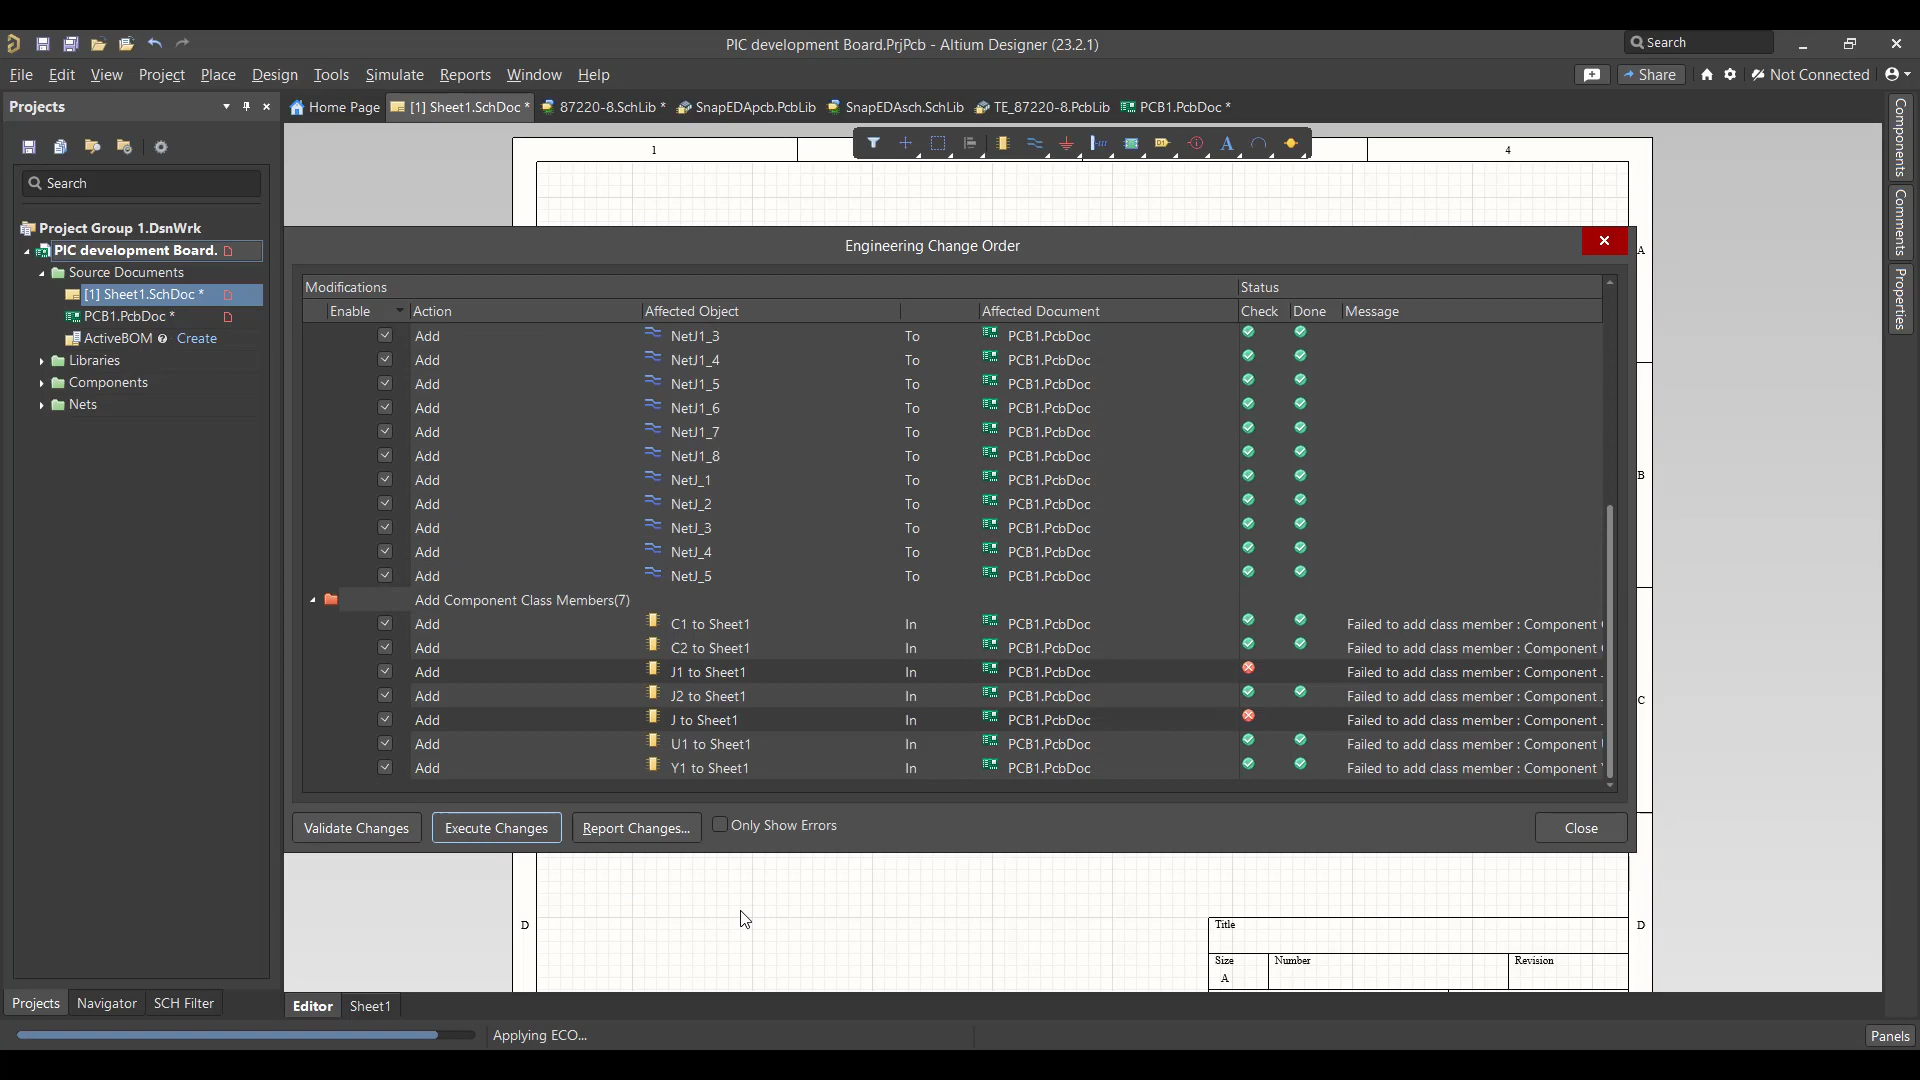 PIC development Board.PrjPcb - Altium Designer (23.2.1)
Search
File Edit View Project Place Design Tools Simulate Reports Window Help
Share
Not Connected
Projects
Home Page
[1] Sheet1.SchDoc *
87220-8.SchLib *
SnapEDApcb.PcbLib
SnapEDAsch.SchLib
TE_87220-8.PcbLib
PCB1.PcbDoc *
Search
Project Group 1.DsnWrk
PIC development Board.
Source Documents
[1] Sheet1.SchDoc *
PCB1.PcbDoc *
ActiveBOM Create
Libraries
Components
Nets
1
4
A
B
C
D
D
Components
Comments
Properties
Engineering Change Order
Modifications Status
Enable Action Affected Object Affected Document Check Done Message
Add NetJ1_3 To PCB1.PcbDoc
Add NetJ1_4 To PCB1.PcbDoc
Add NetJ1_5 To PCB1.PcbDoc
Add NetJ1_6 To PCB1.PcbDoc
Add NetJ1_7 To PCB1.PcbDoc
Add NetJ1_8 To PCB1.PcbDoc
Add NetJ_1 To PCB1.PcbDoc
Add NetJ_2 To PCB1.PcbDoc
Add NetJ_3 To PCB1.PcbDoc
Add NetJ_4 To PCB1.PcbDoc
Add NetJ_5 To PCB1.PcbDoc
Add Component Class Members(7)
Add C1 to Sheet1 In PCB1.PcbDoc Failed to add class member : Component
Add C2 to Sheet1 In PCB1.PcbDoc Failed to add class member : Component
Add J1 to Sheet1 In PCB1.PcbDoc Failed to add class member : Component
Add J2 to Sheet1 In PCB1.PcbDoc Failed to add class member : Component
Add J to Sheet1 In PCB1.PcbDoc Failed to add class member : Component
Add U1 to Sheet1 In PCB1.PcbDoc Failed to add class member : Component
Add Y1 to Sheet1 In PCB1.PcbDoc Failed to add class member : Component
Validate Changes Execute Changes Report Changes... Only Show Errors Close
Title
Size Number Revision
A
Projects Navigator SCH Filter
Editor Sheet1
Applying ECO...
Panels